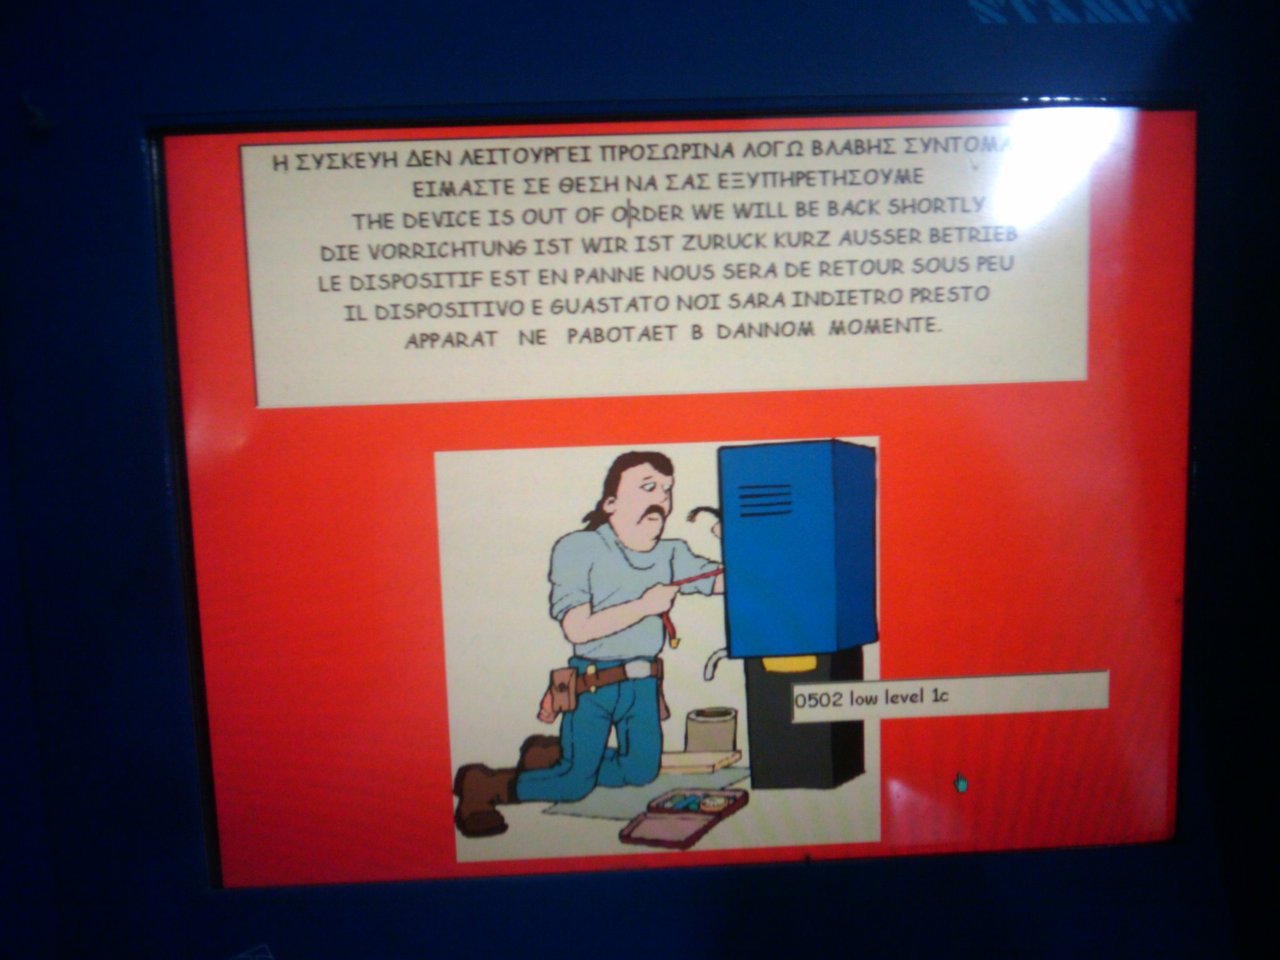 Η ΣΥΣΚΕΥΗ ΔΕΝ ΛΕΙΤΟΥΡΓΕΙ ΠΡΟΣΩΡΙΝΑ ΛΟΓΩ ΒΛΑΒΗΣ ΣΥΝΤΟΜΑ
ΕΙΜΑΣΤΕ ΣΕ ΘΕΣΗ ΝΑ ΣΑΣ ΕΞΥΠΗΡΕΤΗΣΟΥΜΕ
THE DEVICE IS OUT OF ORDER WE WILL BE BACK SHORTLY
DIE VORRICHTUNG IST WIR IST ZURUCK KURZ AUSSER BETRIEB
LE DISPOSITIF EST EN PANNE NOUS SERA DE RETOUR SOUS PEU
IL DISPOSITIVO E GUASTATO NOI SARA INDIETRO PRESTO
APPARAT NE PABOTAET B DANNOM MOMENTE.
0502 low level 1c